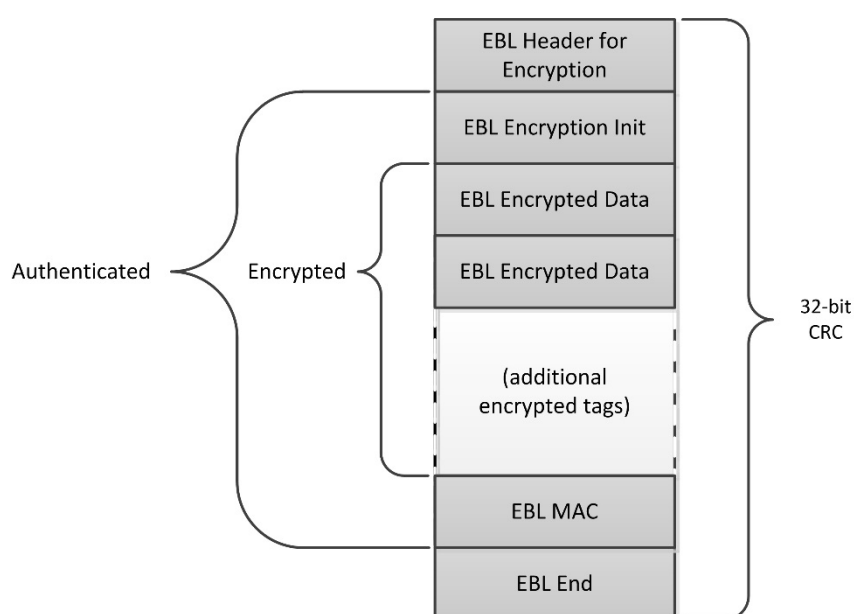 EBL Header for
Encryption
EBL Encryption Init
EBL Encrypted Data
Authenticated
Encrypted
EBL Encrypted Data
32-bit
CRC
(additional
encrypted tags)
EBL MAC
EBL End